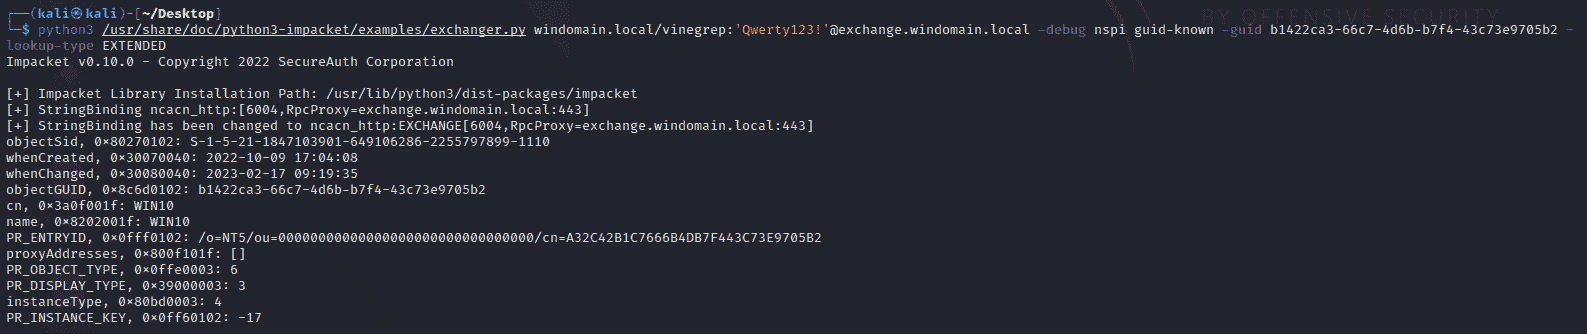 BY OFFENSIVE SECURITY
┌──(kali㉿kali)-[~/Desktop]
└─$ python3 /usr/share/doc/python3-impacket/examples/exchanger.py windomain.local/vinegrep:'Qwerty123!'@exchange.windomain.local -debug nspi guid-known -guid b1422ca3-66c7-4d6b-b7f4-43c73e9705b2 -
lookup-type EXTENDED
Impacket v0.10.0 - Copyright 2022 SecureAuth Corporation
[+] Impacket Library Installation Path: /usr/lib/python3/dist-packages/impacket
[+] StringBinding ncacn_http:[6004,RpcProxy=exchange.windomain.local:443]
[+] StringBinding has been changed to ncacn_http:EXCHANGE[6004,RpcProxy=exchange.windomain.local:443]
objectSid, 0×80270102: S-1-5-21-1847103901-649106286-2255797899-1110
whenCreated, 0×30070040: 2022-10-09 17:04:08
whenChanged, 0×30080040: 2023-02-17 09:19:35
objectGUID, 0×8c6d0102: b1422ca3-66c7-4d6b-b7f4-43c73e9705b2
cn, 0×3a0f001f: WIN10
name, 0×8202001f: WIN10
PR_ENTRYID, 0×0fff0102: /o=NT5/ou=00000000000000000000000000000000/cn=A32C42B1C7666B4DB7F443C73E9705B2
proxyAddresses, 0×800f101f: []
PR_OBJECT_TYPE, 0×0ffe0003: 6
PR_DISPLAY_TYPE, 0×39000003: 3
instanceType, 0×80bd0003: 4
PR_INSTANCE_KEY, 0×0ff60102: -17